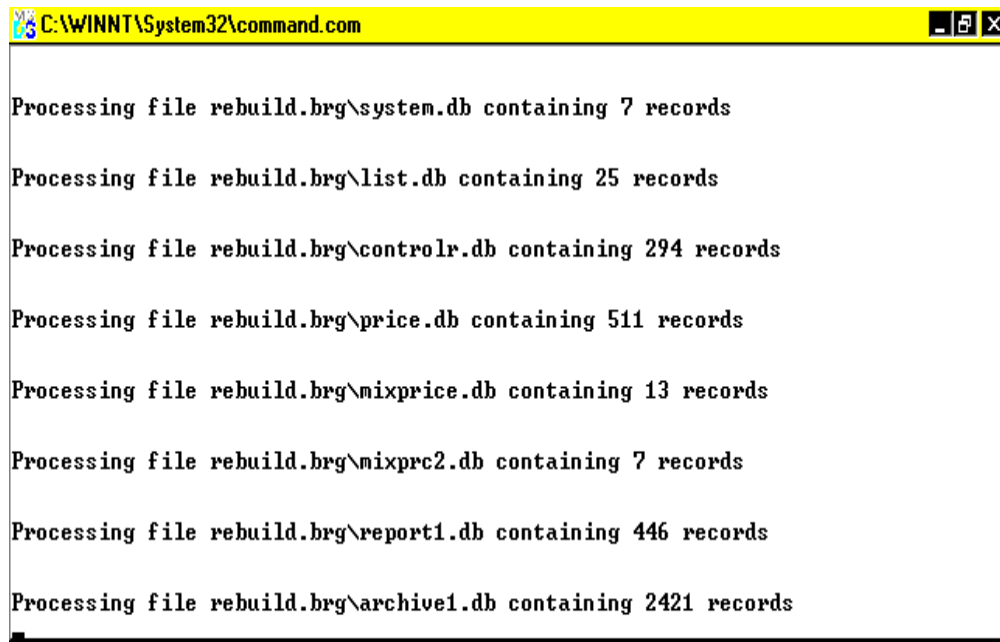 C:\WINNT\System32\command.com
Processing file rebuild.brg\system.db containing 7 records
Processing file rebuild.brg\list.db containing 25 records
Processing file rebuild.brg\controlr.db containing 294 records
Processing file rebuild.brg\price.db containing 511 records
Processing file rebuild.brg\mixprice.db containing 13 records
Processing file rebuild.brg\mixprc2.db containing 7 records
Processing file rebuild.brg\report1.db containing 446 records
Processing file rebuild.brg\archive1.db containing 2421 records